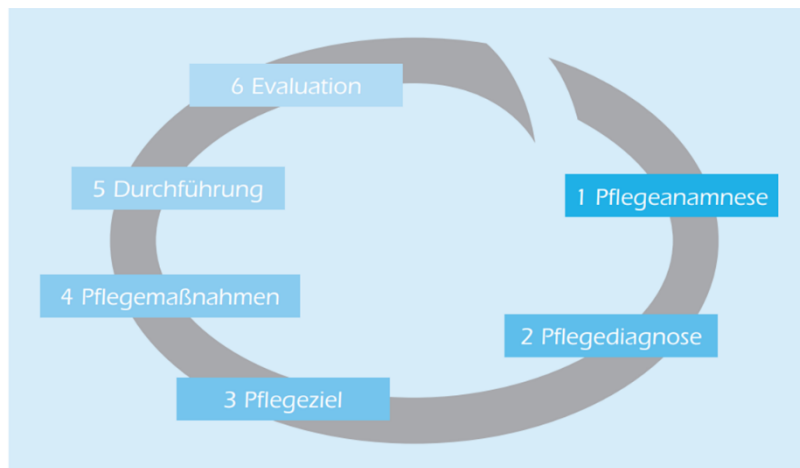 1 Pflegeanamnese
2 Pflegediagnose
3 Pflegeziel
4 Pflegemaßnahmen
5 Durchführung
6 Evaluation